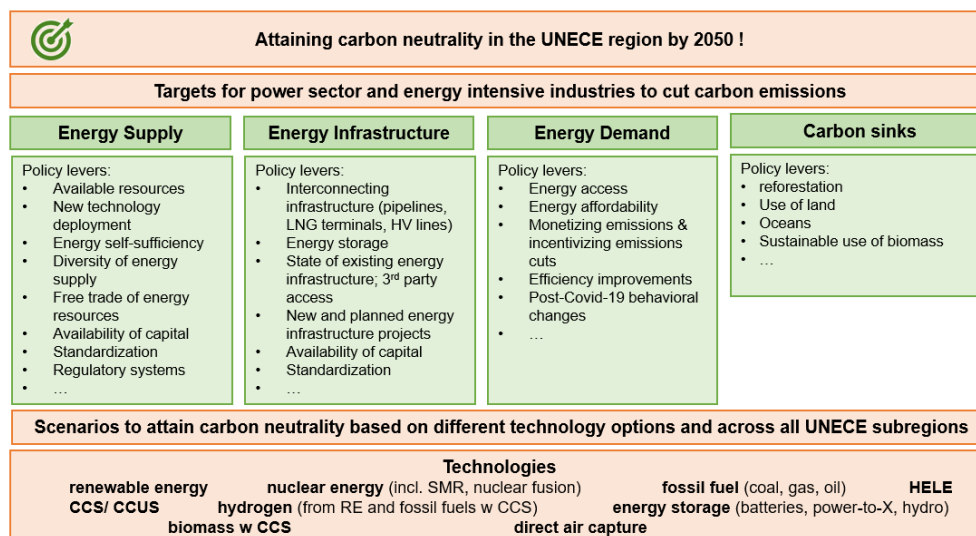 Attaining carbon neutrality in the UNECE region by 2050 !
Targets for power sector and energy intensive industries to cut carbon emissions
Energy Supply
Policy levers:
• Available resources
• New technology
deployment
• Energy self-sufficiency
• Diversity of energy
supply
• Free trade of energy
resources
• Availability of capital
• Standardization
• Regulatory systems
• …
Energy Infrastructure
Policy levers:
• Interconnecting
infrastructure (pipelines,
LNG terminals, HV lines)
• Energy storage
• State of existing energy
infrastructure; 3rd party
access
• New and planned energy
infrastructure projects
• Availability of capital
• Standardization
• …
Energy Demand
Policy levers:
• Energy access
• Energy affordability
• Monetizing emissions &
incentivizing emissions
cuts
• Efficiency improvements
• Post-Covid-19 behavioral
changes
• …
Carbon sinks
Policy levers:
• reforestation
• Use of land
• Oceans
• Sustainable use of biomass
• …
Scenarios to attain carbon neutrality based on different technology options and across all UNECE subregions
Technologies
renewable energy nuclear energy (incl. SMR, nuclear fusion) fossil fuel (coal, gas, oil) HELE
CCS/ CCUS hydrogen (from RE and fossil fuels w CCS) energy storage (batteries, power-to-X, hydro)
biomass w CCS direct air capture